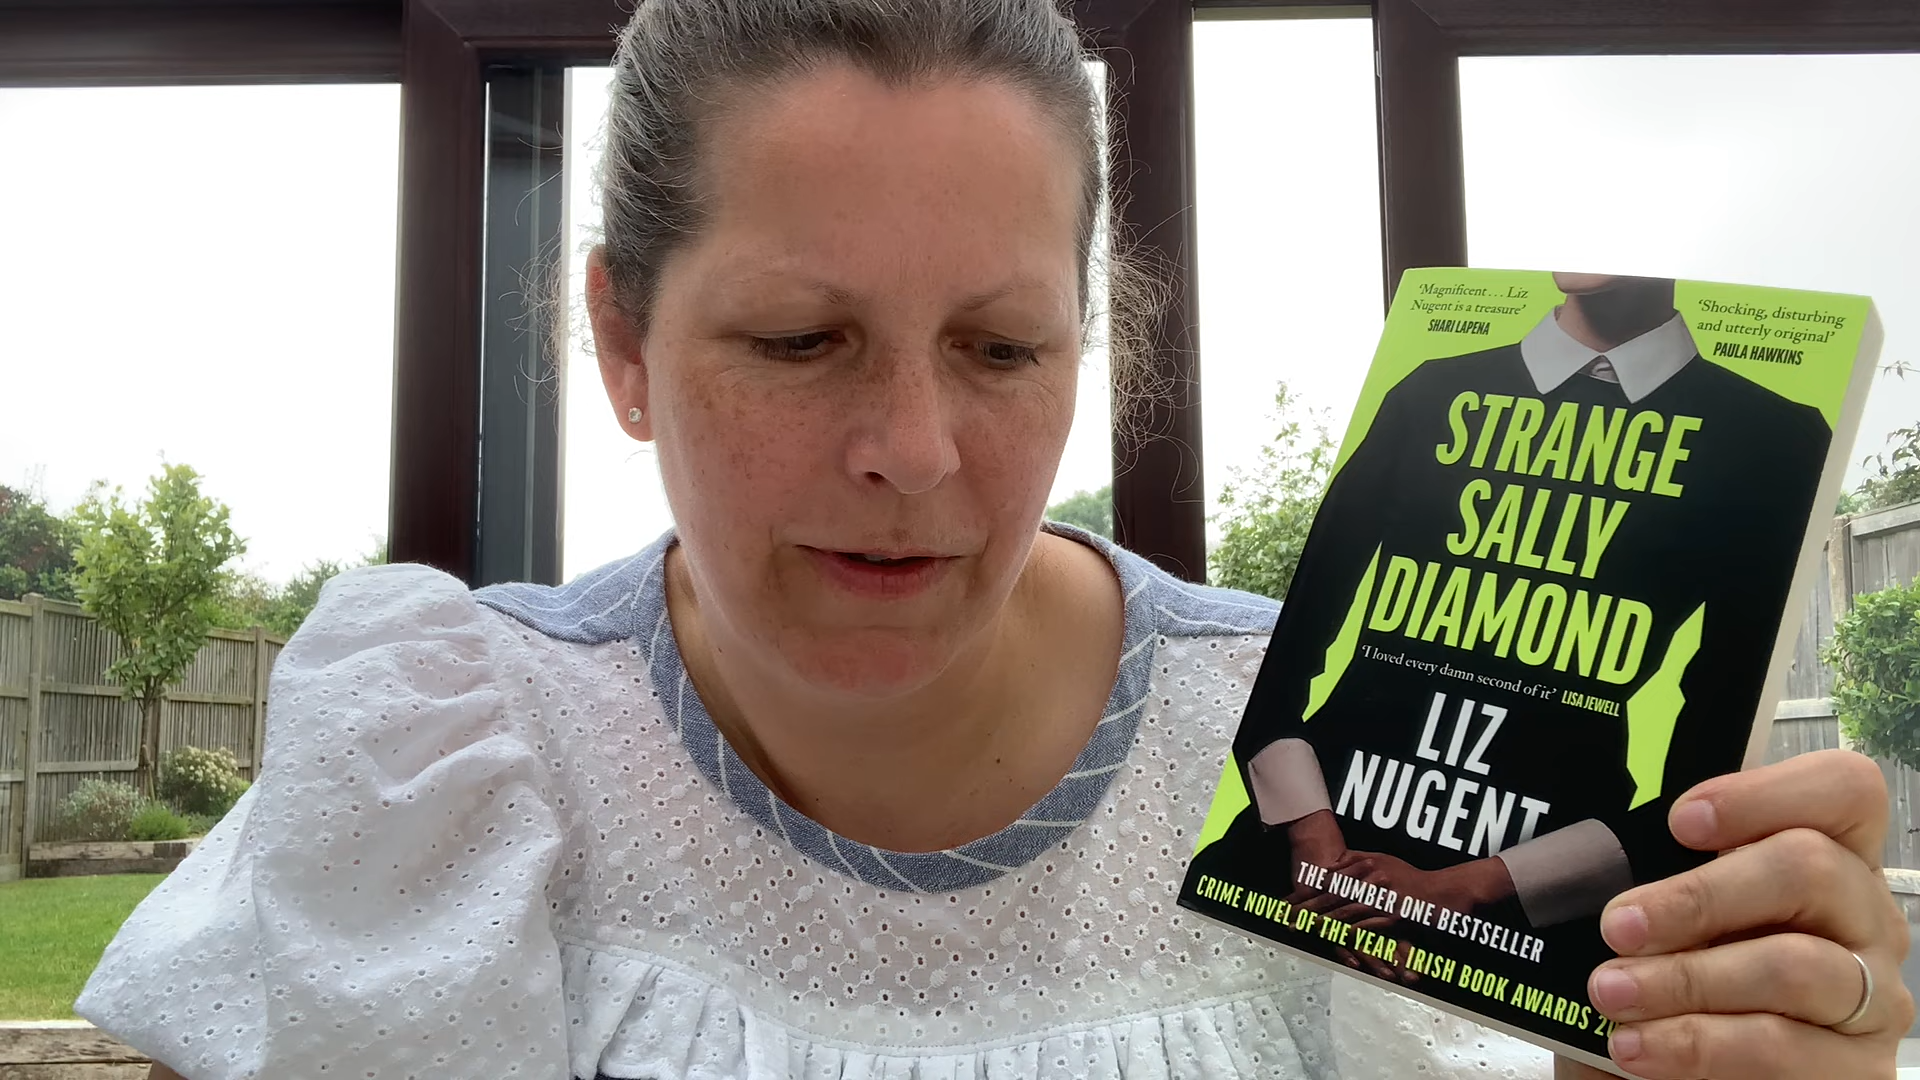 ‘Magnificent… Liz
Nugent is a treasure’
SHARI LAPENA
‘Shocking, disturbing
and utterly original’
PAULA HAWKINS
STRANGE
SALLY
DIAMOND
‘I loved every damn second of it’ LISA JEWELL
LIZ
NUGENT
THE NUMBER ONE BESTSELLER
CRIME NOVEL OF THE YEAR, IRISH BOOK AWARDS